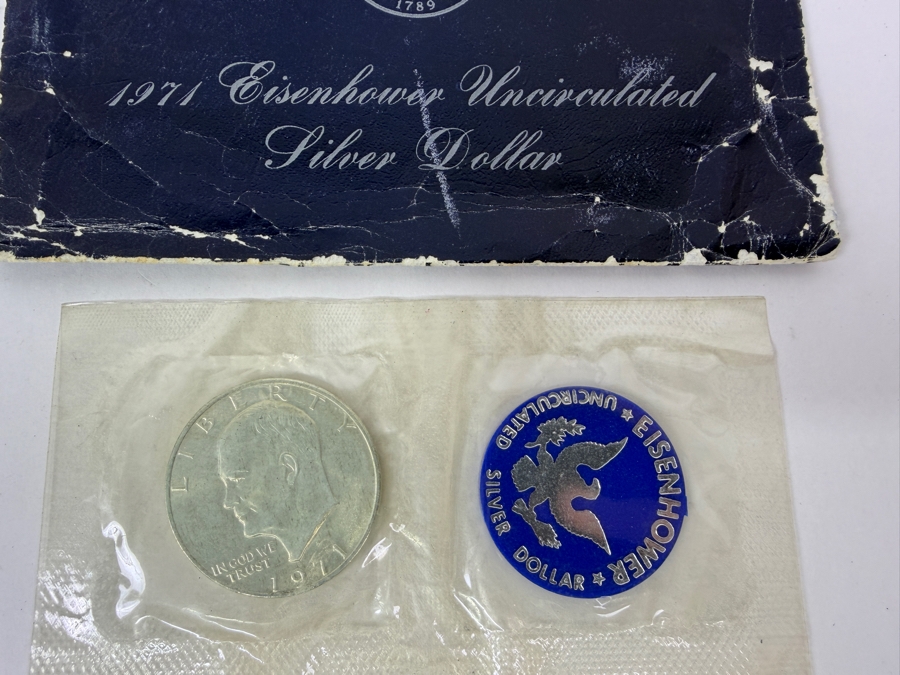 1789
1971 Eisenhower Uncirculated
Silver Dollar
LIBERTY
IN GOD WE
TRUST
1971
EISENHOWER
UNCIRCULATED SILVER DOLLAR